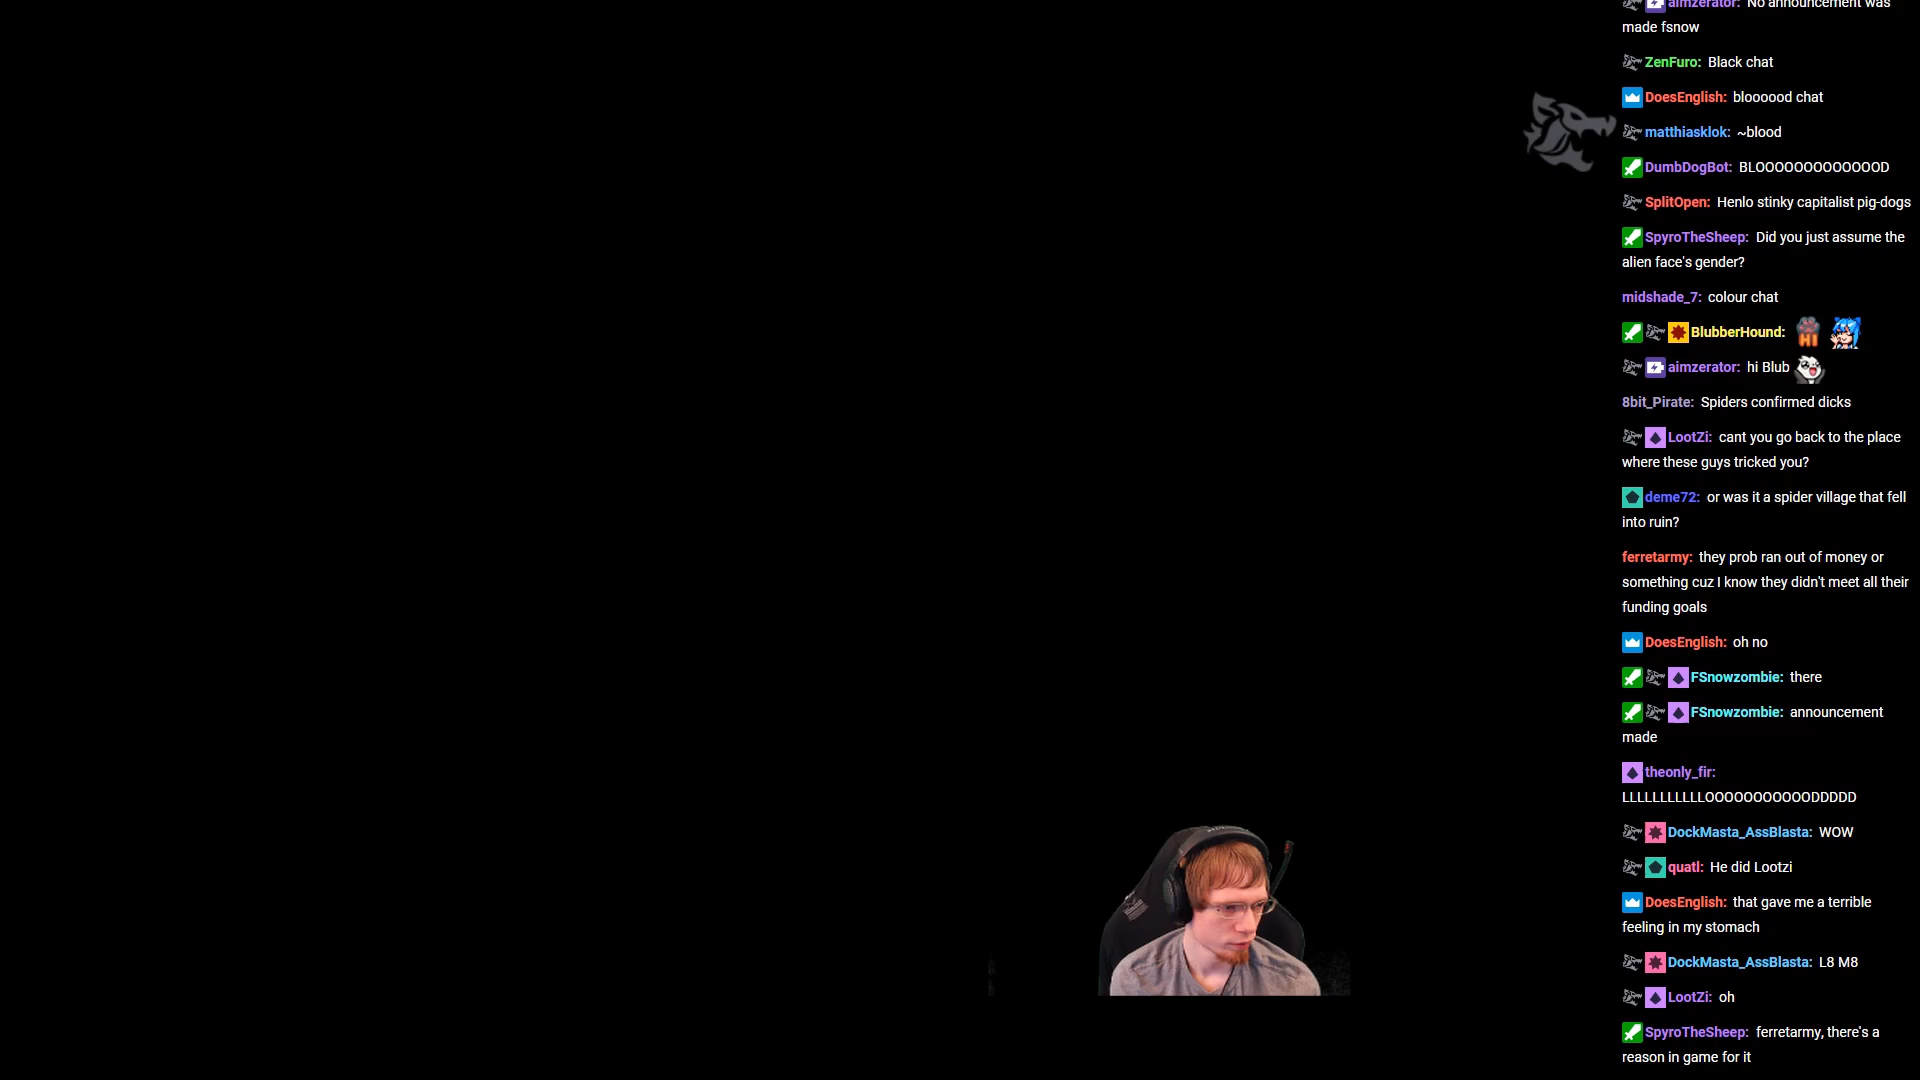 aimzerator: No announcement was
made fsnow
ZenFuro: Black chat
DoesEnglish: bloooood chat
matthiasklok: ~blood
DumbDogBot: BLOOOOOOOOOOOOOD
SplitOpen: Henlo stinky capitalist pig-dogs
SpyroTheSheep: Did you just assume the
alien face's gender?
midshade_7: colour chat
BlubberHound: HI
aimzerator: hi Blub
8bit_Pirate: Spiders confirmed dicks
LootZi: cant you go back to the place
where these guys tricked you?
deme72: or was it a spider village that fell
into ruin?
ferretarmy: they prob ran out of money or
something cuz I know they didn't meet all their
funding goals
DoesEnglish: oh no
FSnowzombie: there
FSnowzombie: announcement
made
theonly_fir:
LLLLLLLLLLLOOOOOOOOOOODDDDD
DockMasta_AssBlasta: WOW
quatl: He did Lootzi
DoesEnglish: that gave me a terrible
feeling in my stomach
DockMasta_AssBlasta: L8 M8
LootZi: oh
SpyroTheSheep: ferretarmy, there's a
reason in game for it